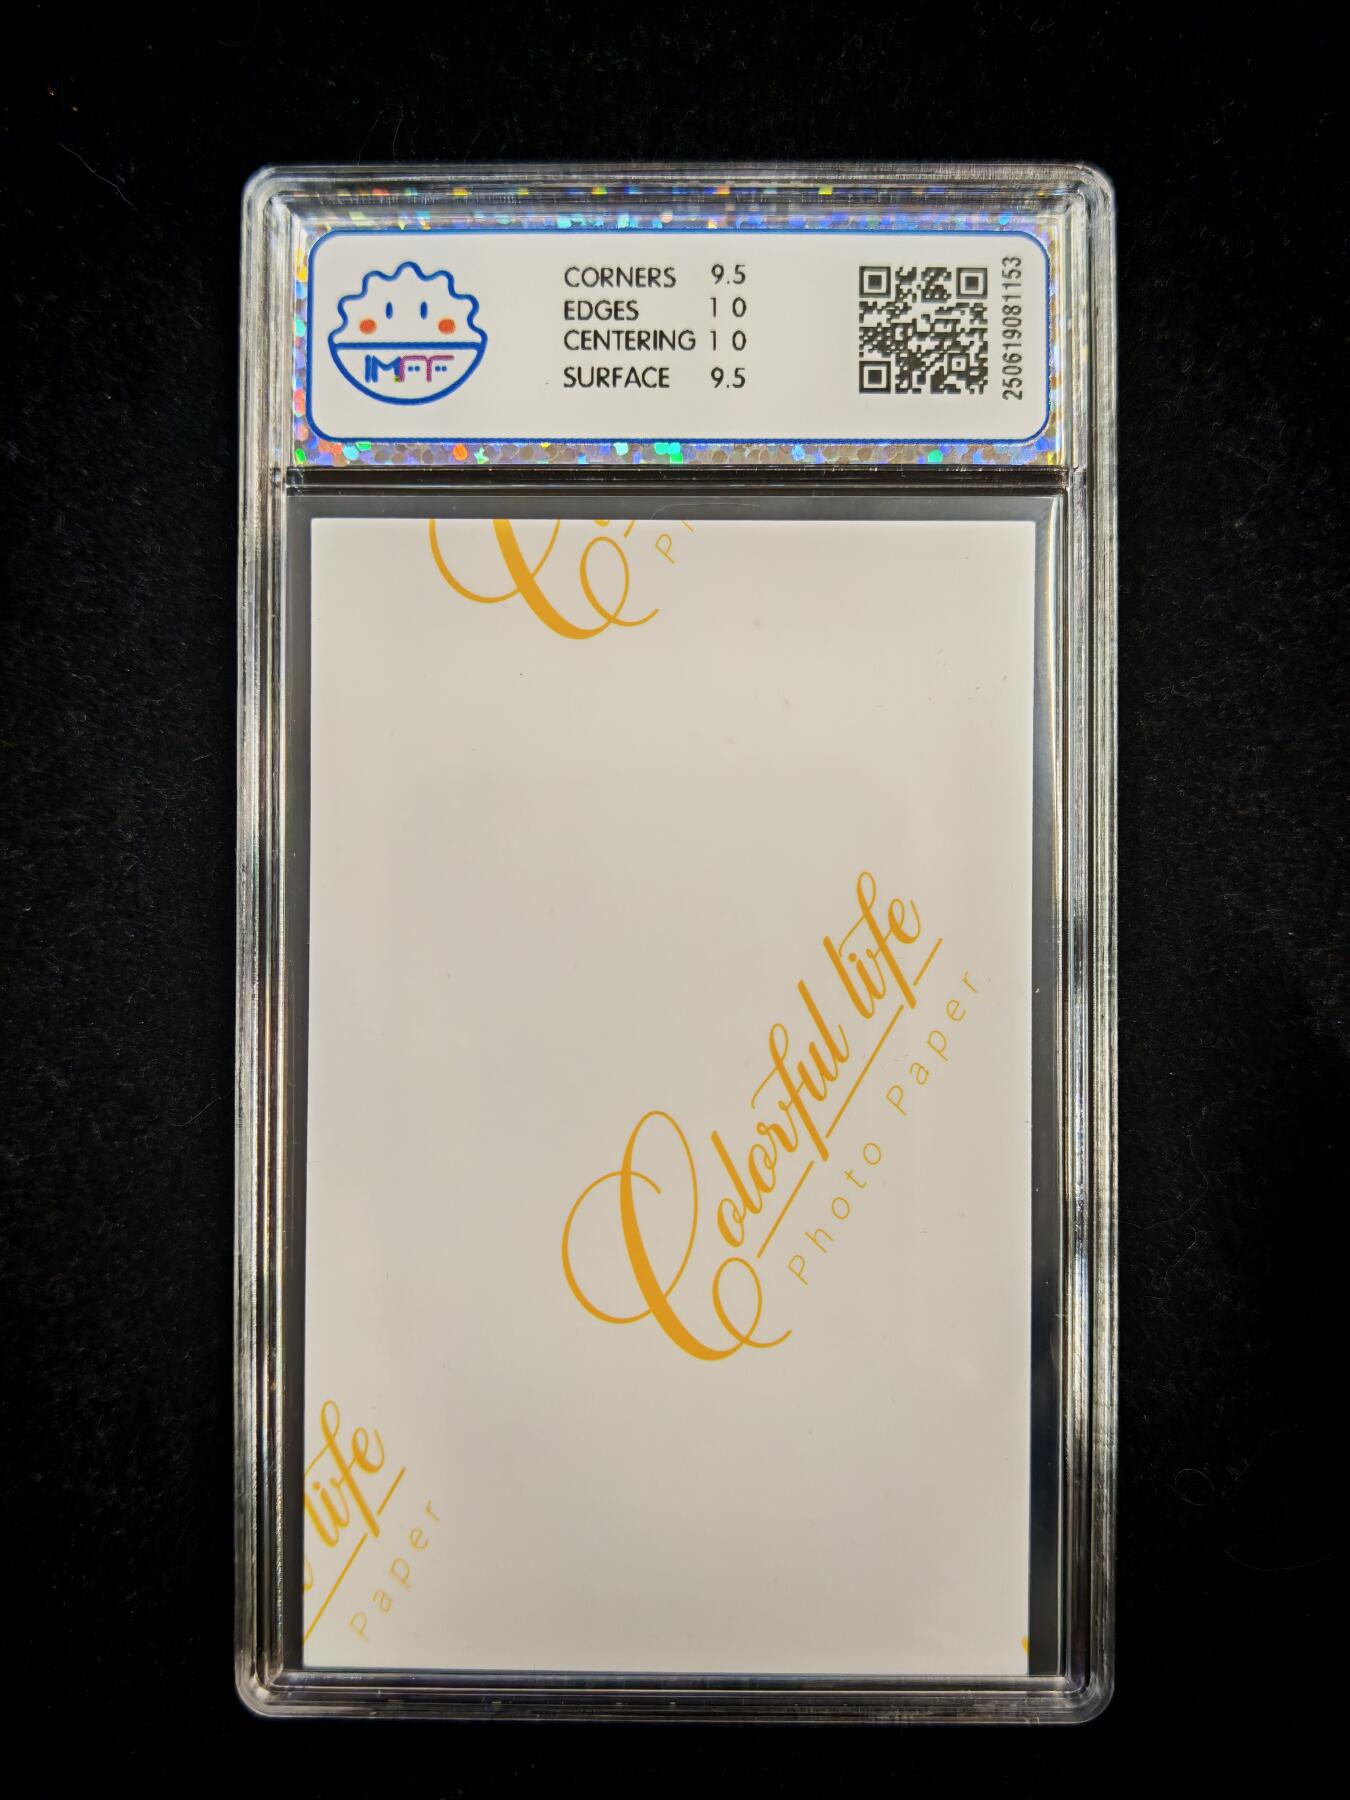 IMFF
CORNERS 9.5
EDGES 10
CENTERING 10
SURFACE 9.5
250619081153
Colorful life
Photo Paper
life
Paper